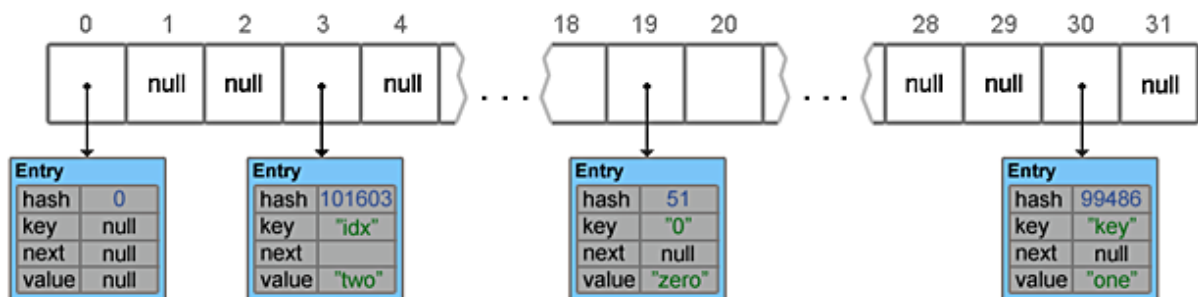 0 1 2 3 4 18 19 20 28 29 30 31
null null null . . . . . . null null null
Entry Entry Entry Entry
hash 0 hash 101603 hash 51 hash 99486
key null key "idx" key "0" key "key"
next null next next null next null
value null value "two" value "zero" value "one"